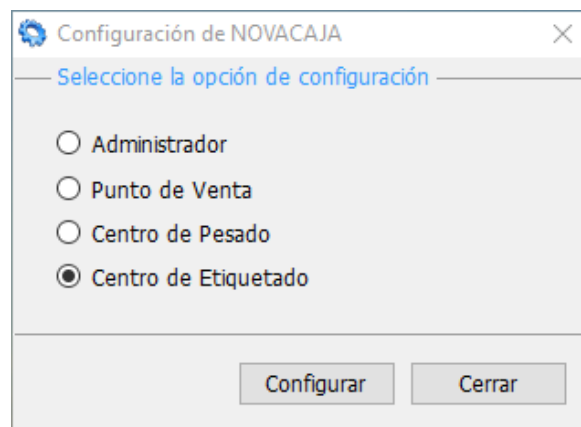 Configuración de NOVACAJA
Seleccione la opción de configuración
Administrador
Punto de Venta
Centro de Pesado
Centro de Etiquetado
Configurar
Cerrar